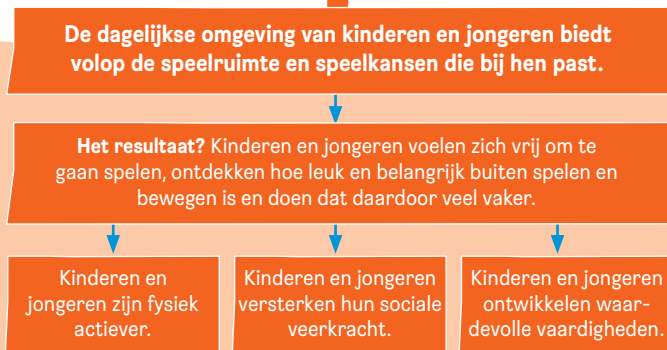 De dagelijkse omgeving van kinderen en jongeren biedt
volop de speelruimte en speelkansen die bij hen past.
Het resultaat? Kinderen en jongeren voelen zich vrij om te
gaan spelen, ontdekken hoe leuk en belangrijk buiten spelen en
bewegen is en doen dat daardoor veel vaker.
Kinderen en
jongeren zijn fysiek
actiever.
Kinderen en jongeren
versterken hun sociale
veerkracht.
Kinderen en jongeren
ontwikkelen waar-
devolle vaardigheden.